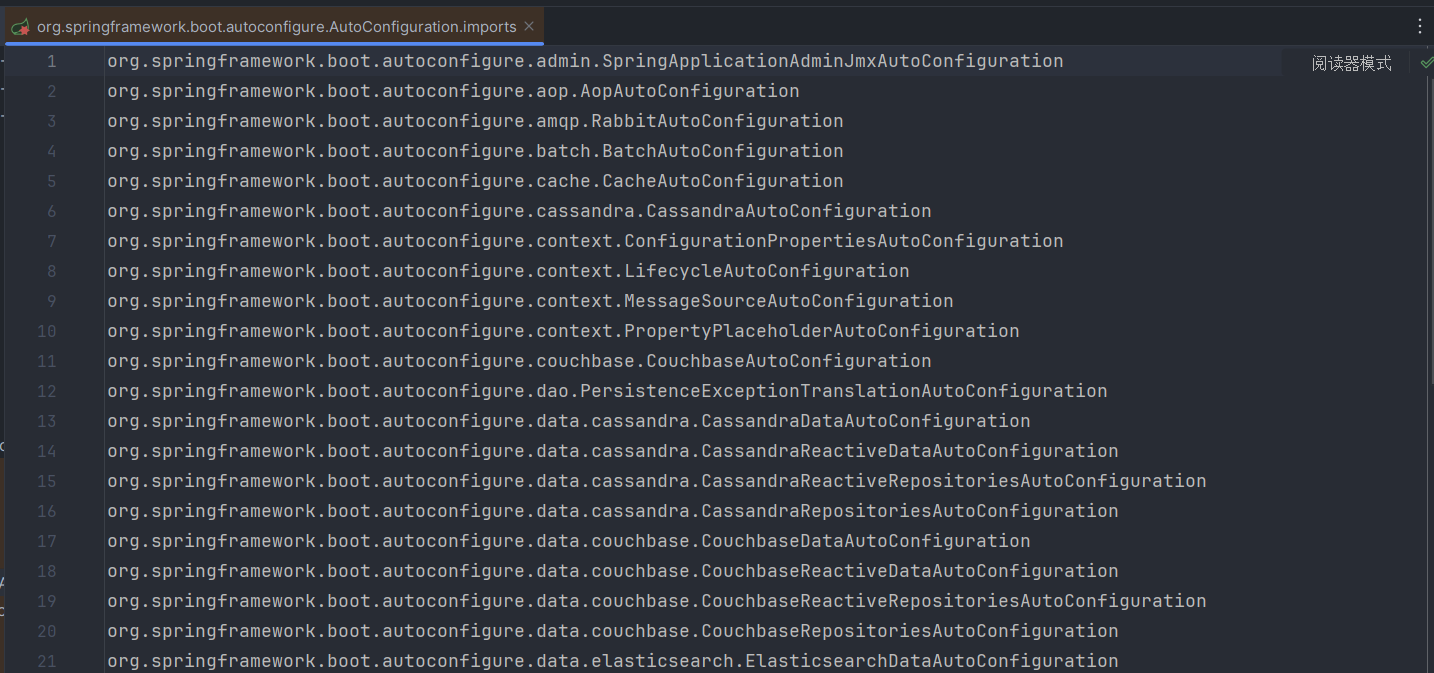 org.springframework.boot.autoconfigure.AutoConfiguration.imports
阅读器模式
1 org.springframework.boot.autoconfigure.admin.SpringApplicationAdminJmxAutoConfiguration
2 org.springframework.boot.autoconfigure.aop.AopAutoConfiguration
3 org.springframework.boot.autoconfigure.amqp.RabbitAutoConfiguration
4 org.springframework.boot.autoconfigure.batch.BatchAutoConfiguration
5 org.springframework.boot.autoconfigure.cache.CacheAutoConfiguration
6 org.springframework.boot.autoconfigure.cassandra.CassandraAutoConfiguration
7 org.springframework.boot.autoconfigure.context.ConfigurationPropertiesAutoConfiguration
8 org.springframework.boot.autoconfigure.context.LifecycleAutoConfiguration
9 org.springframework.boot.autoconfigure.context.MessageSourceAutoConfiguration
10 org.springframework.boot.autoconfigure.context.PropertyPlaceholderAutoConfiguration
11 org.springframework.boot.autoconfigure.couchbase.CouchbaseAutoConfiguration
12 org.springframework.boot.autoconfigure.dao.PersistenceExceptionTranslationAutoConfiguration
13 org.springframework.boot.autoconfigure.data.cassandra.CassandraDataAutoConfiguration
14 org.springframework.boot.autoconfigure.data.cassandra.CassandraReactiveDataAutoConfiguration
15 org.springframework.boot.autoconfigure.data.cassandra.CassandraReactiveRepositoriesAutoConfiguration
16 org.springframework.boot.autoconfigure.data.cassandra.CassandraRepositoriesAutoConfiguration
17 org.springframework.boot.autoconfigure.data.couchbase.CouchbaseDataAutoConfiguration
18 org.springframework.boot.autoconfigure.data.couchbase.CouchbaseReactiveDataAutoConfiguration
19 org.springframework.boot.autoconfigure.data.couchbase.CouchbaseReactiveRepositoriesAutoConfiguration
20 org.springframework.boot.autoconfigure.data.couchbase.CouchbaseRepositoriesAutoConfiguration
21 org.springframework.boot.autoconfigure.data.elasticsearch.ElasticsearchDataAutoConfiguration